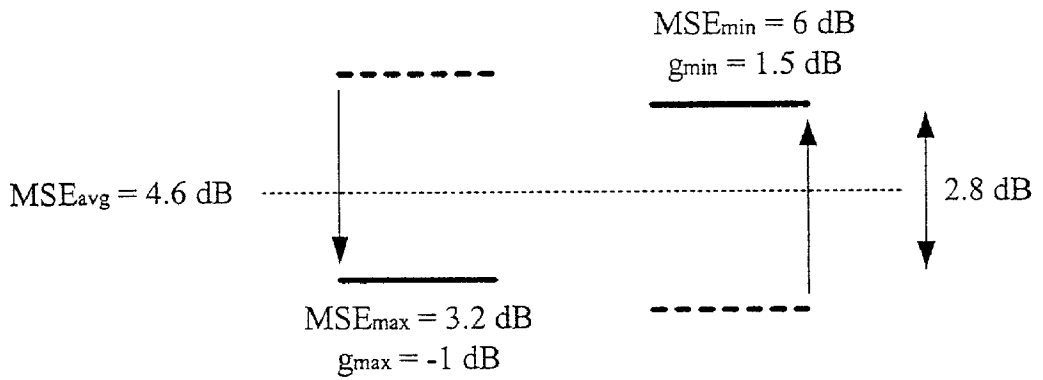 MSEmin = 6 dB
gmin = 1.5 dB
MSEavg = 4.6 dB
2.8 dB
MSEmax = 3.2 dB
gmax = -1 dB